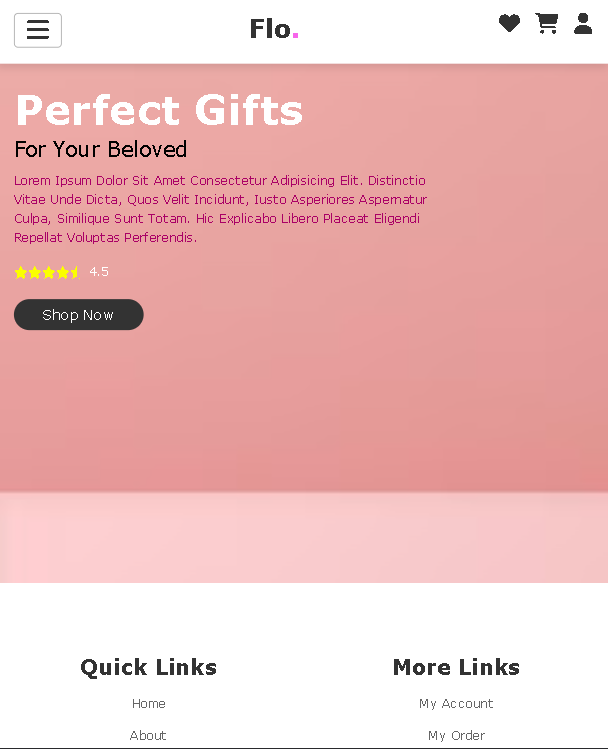 Flo.
Perfect Gifts
For Your Beloved
Lorem Ipsum Dolor Sit Amet Consectetur Adipisicing Elit. Distinctio
Vitae Unde Dicta, Quos Velit Incidunt, Iusto Asperiores Aspernatur
Culpa, Similique Sunt Totam. Hic Explicabo Libero Placeat Eligendi
Repellat Voluptas Perferendis.
4.5
Shop Now
Quick Links
Home
About
More Links
My Account
My Order